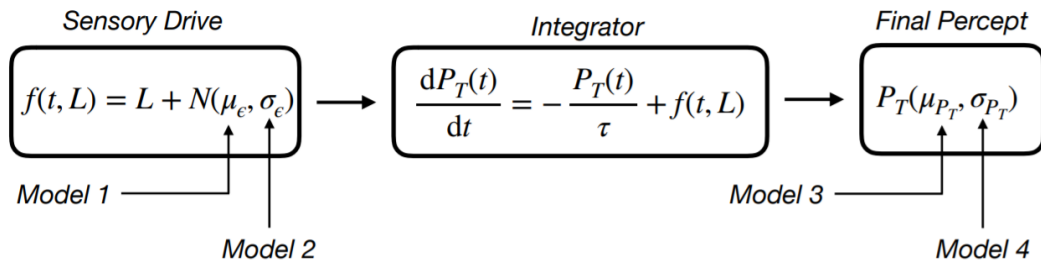 Sensory Drive
Integrator
Final Percept
f(t, L) = L + N(μ_ϵ, σ_ϵ)
dP_T(t)/dt = − P_T(t)/τ + f(t, L)
P_T(μ_{P_T}, σ_{P_T})
Model 1
Model 2
Model 3
Model 4